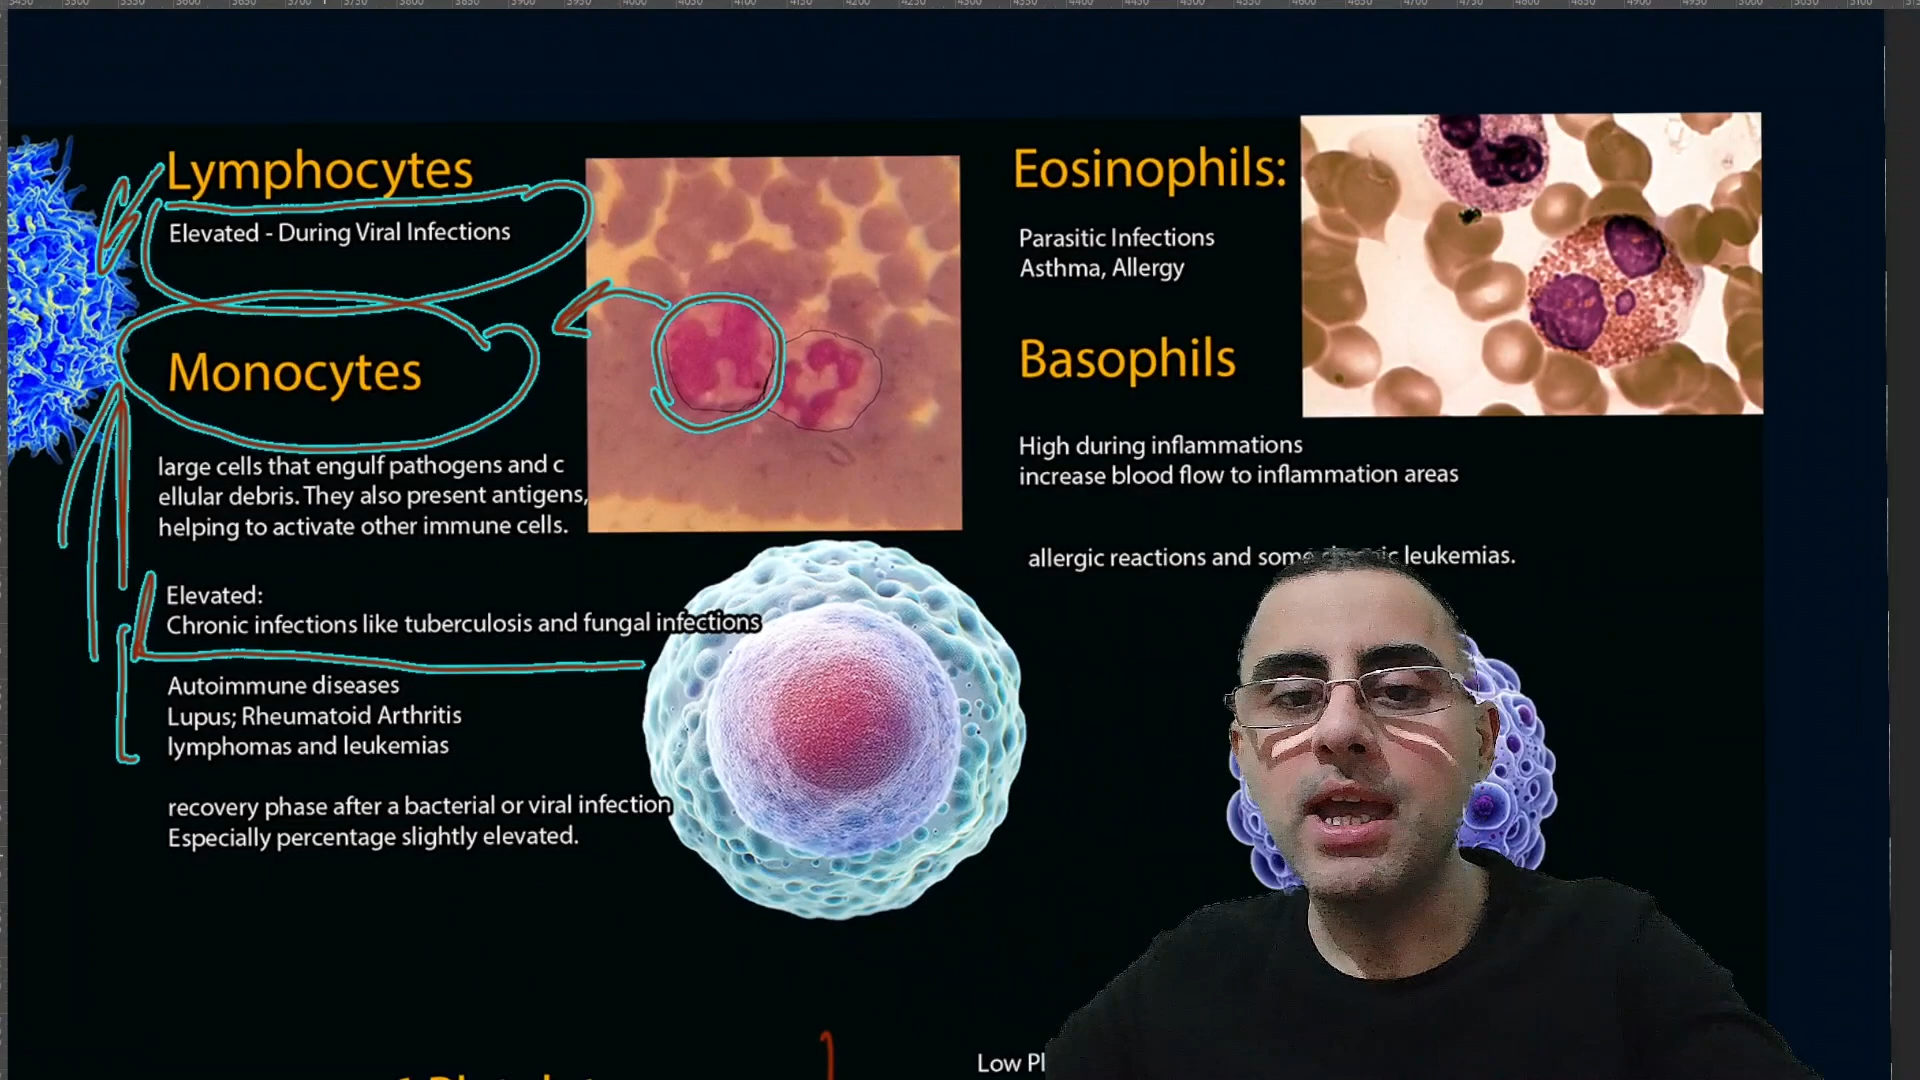 Lymphocytes
Elevated - During Viral Infections
Monocytes
large cells that engulf pathogens and c
ellular debris. They also present antigens,
helping to activate other immune cells.
Elevated:
Chronic infections like tuberculosis and fungal infections
Autoimmune diseases
Lupus; Rheumatoid Arthritis
lymphomas and leukemias
recovery phase after a bacterial or viral infection
Especially percentage slightly elevated.
Eosinophils:
Parasitic Infections
Asthma, Allergy
Basophils
High during inflammations
increase blood flow to inflammation areas
allergic reactions and some leukemias.
Low Pl